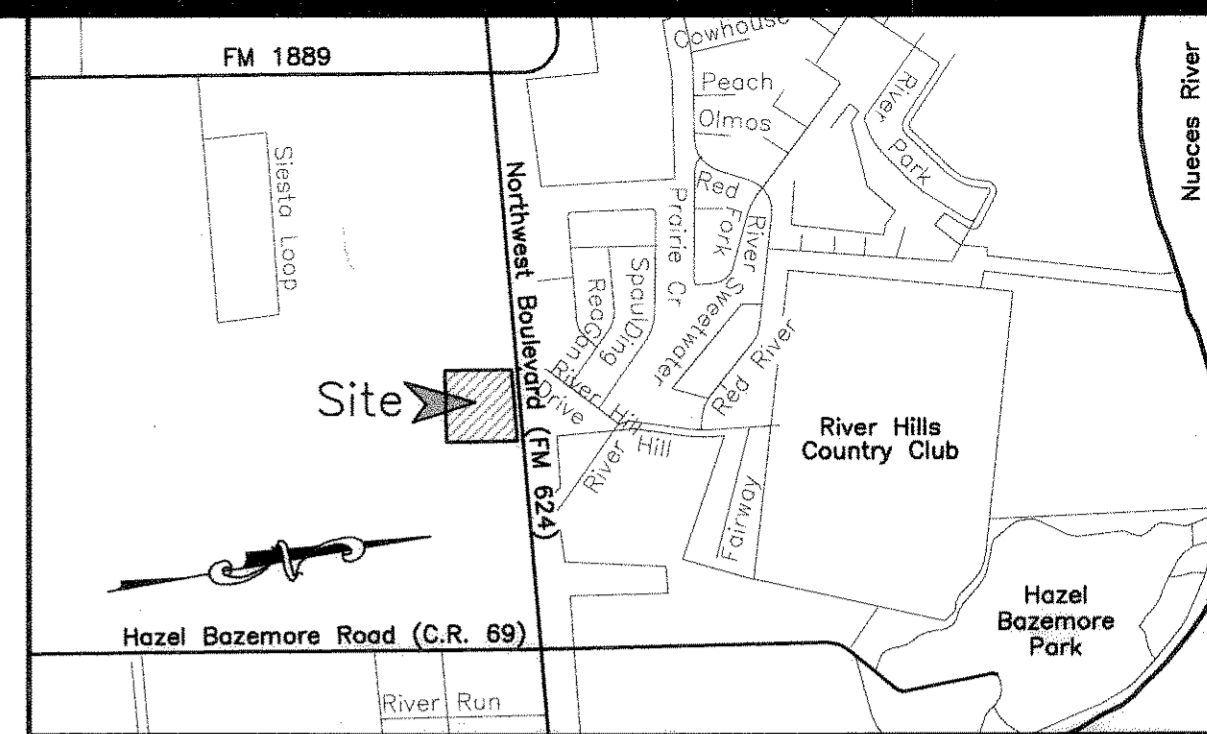 FM 1889
Cowhouse
Peach
Olmos
River
Park
Nueces River
Siesta Loop
Northwest Boulevard (FM 624)
Red
Fork
River
Prairie Cr
Sweetwater
Spaulding
Reagan
River Hill
Drive
Red River
Site
River Hill
Fairway
River Hills
Country Club
Hazel
Bazemore
Park
Hazel Bazemore Road (C.R. 69)
River Run